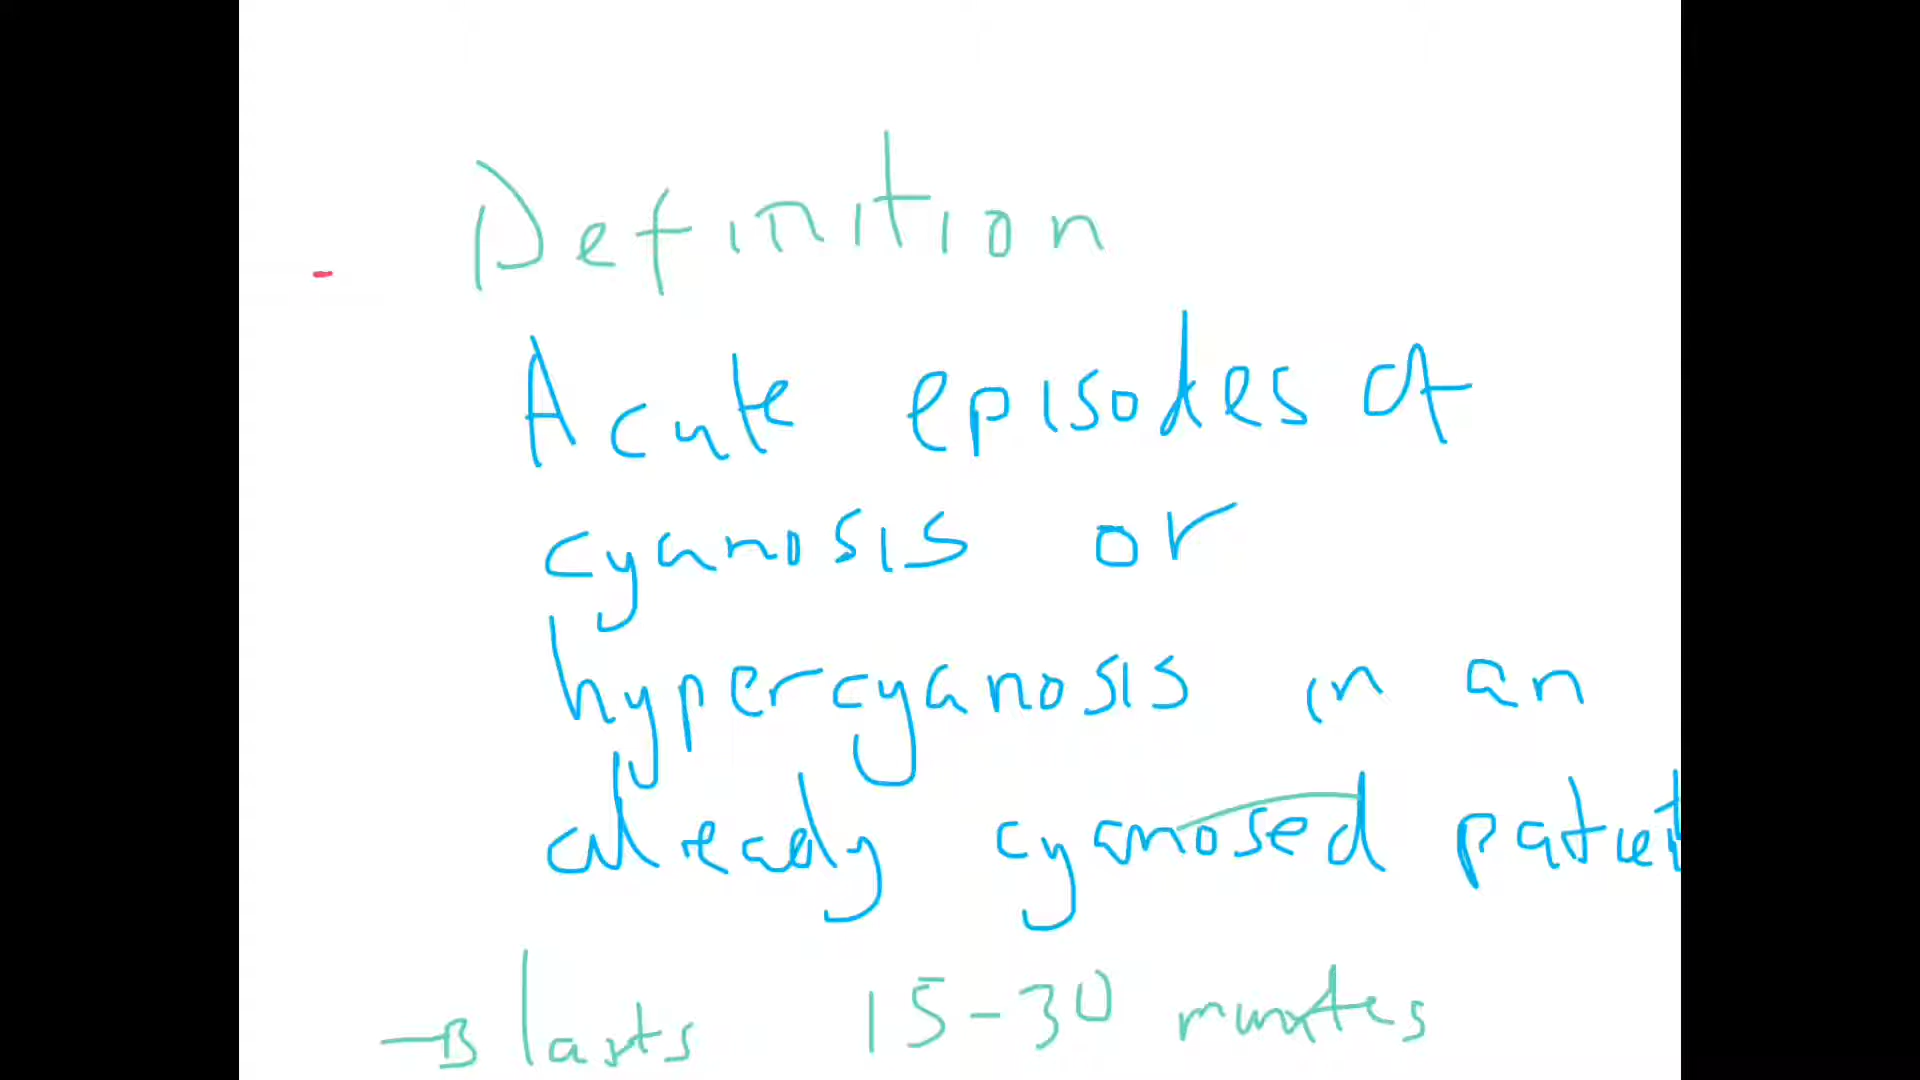 Definition
Acute episodes of
cyanosis or
hypercyanosis in an
already cyanosed patient
→ lasts 15-30 minutes